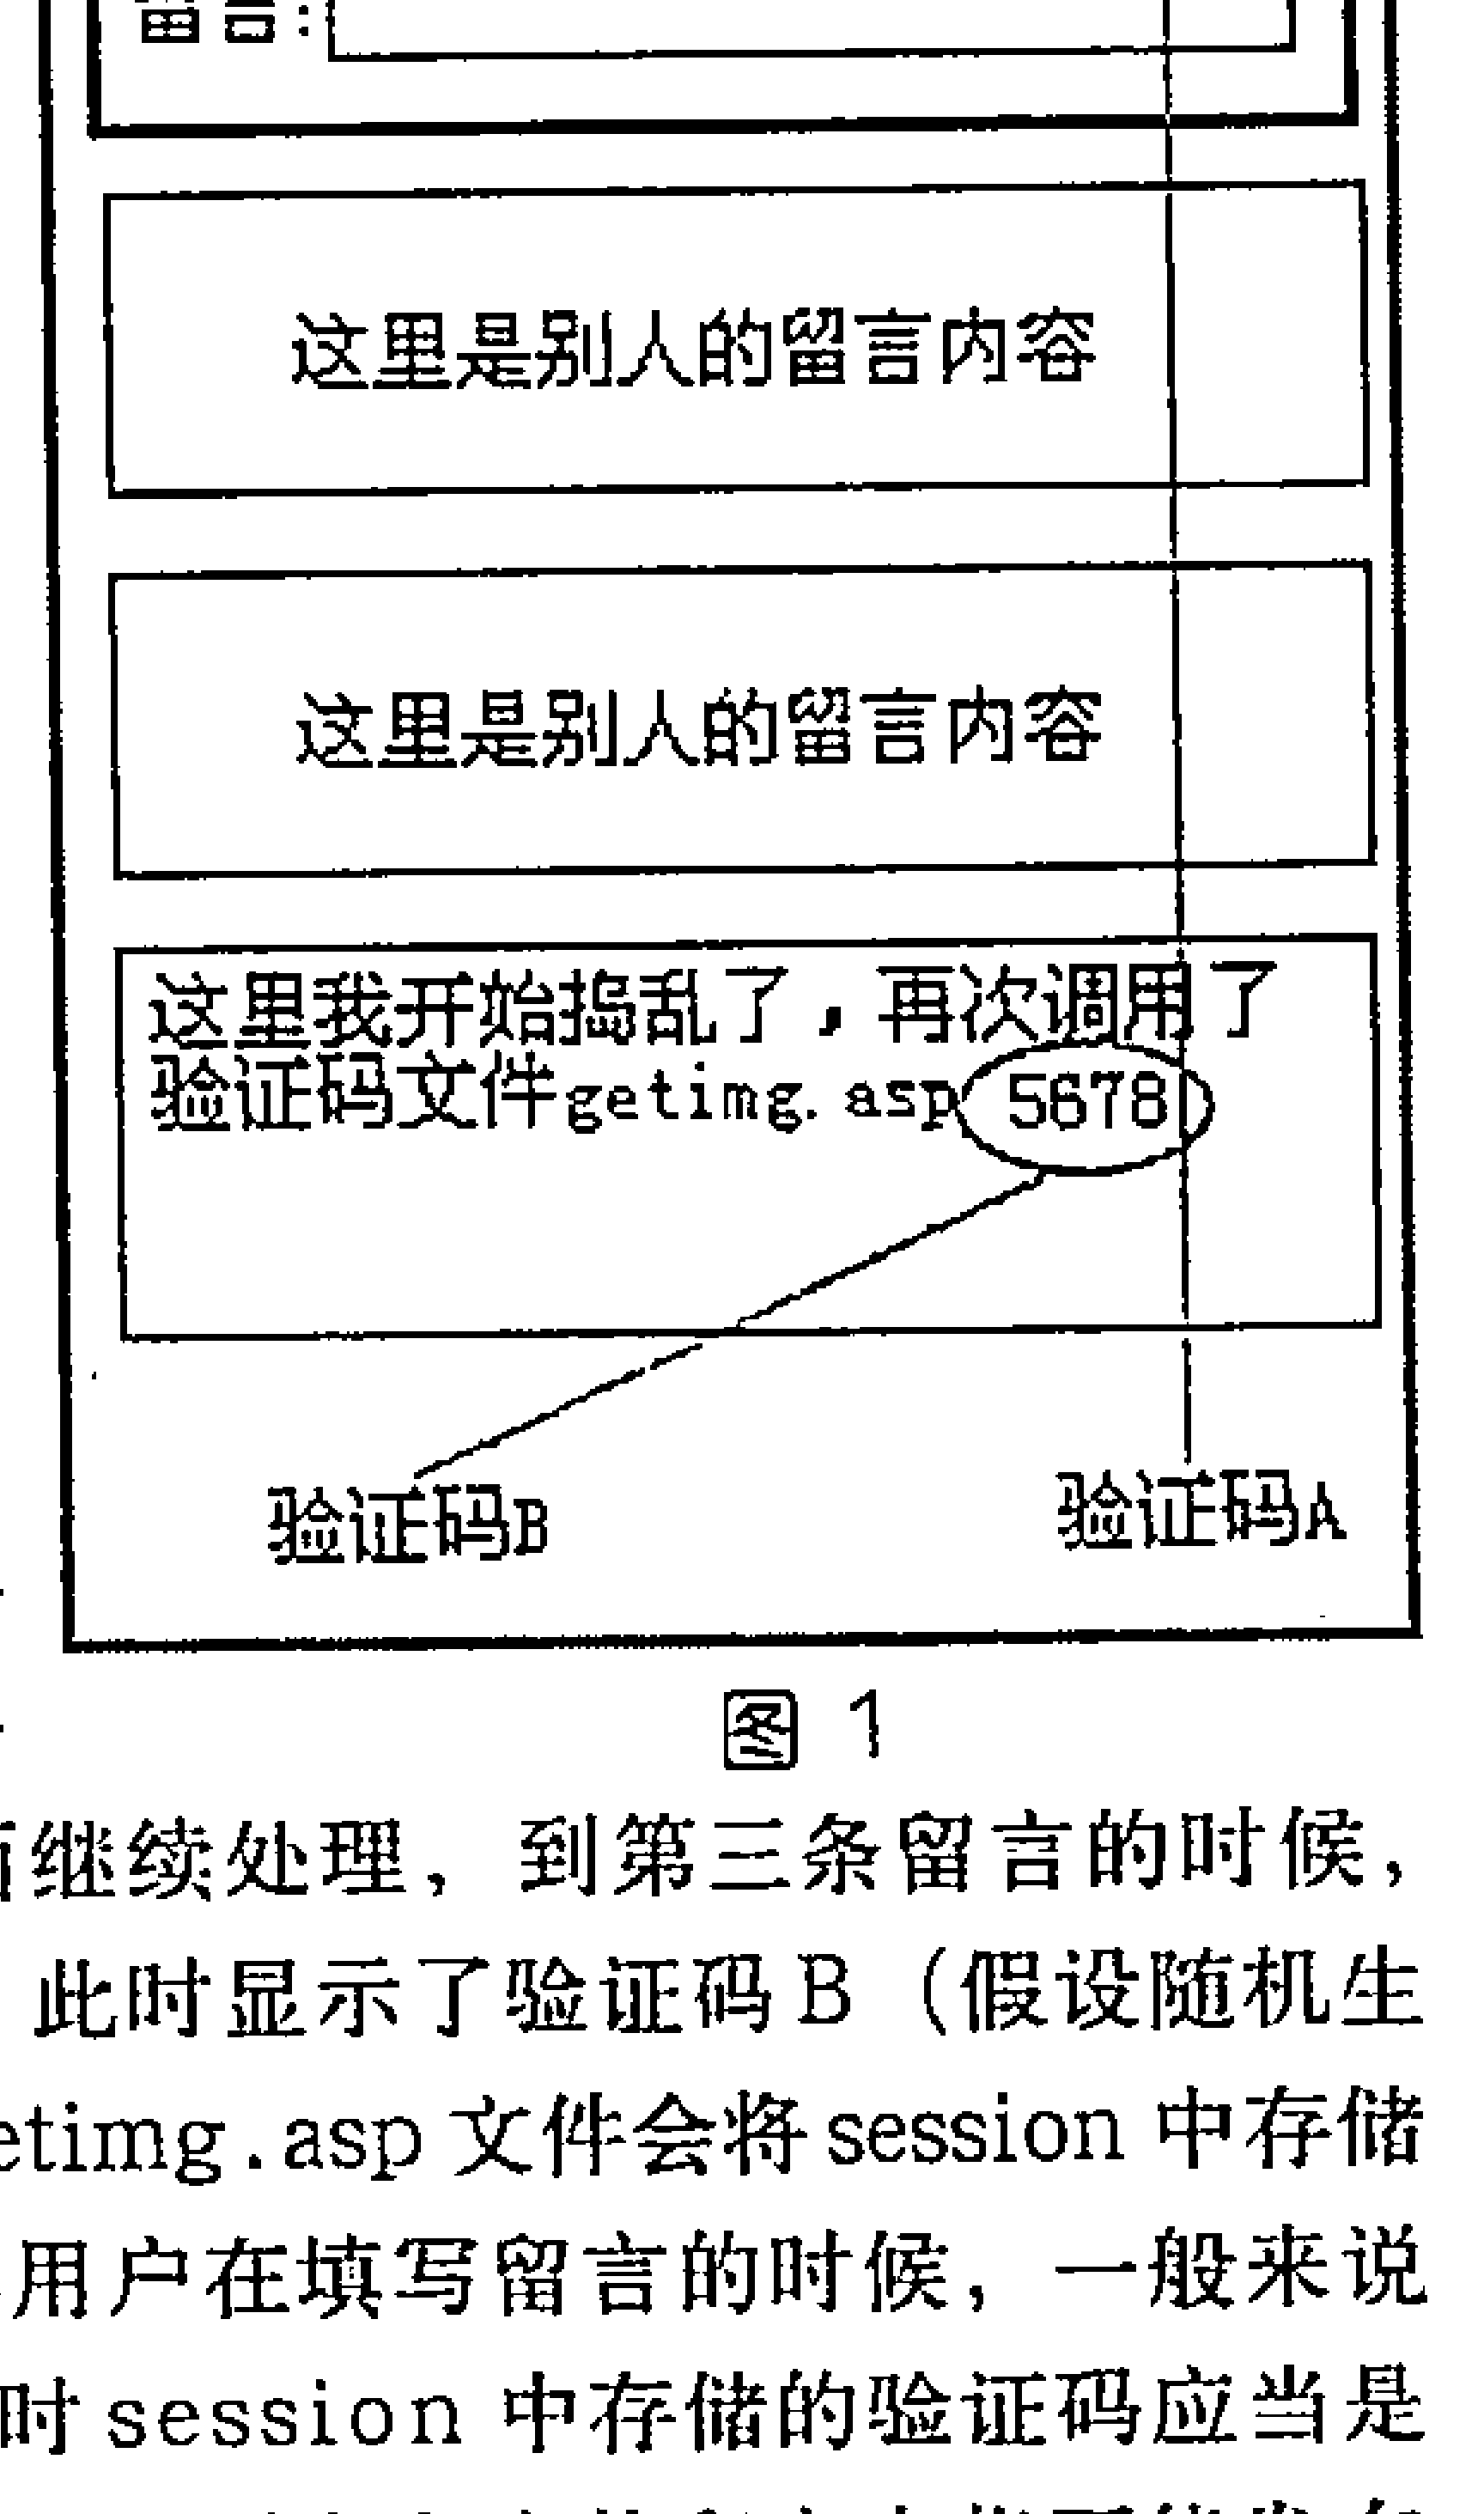 留言:
这里是别人的留言内容
这里是别人的留言内容
这里我开始捣乱了,再次调用了
验证码文件getimg.asp 5678
验证码B 验证码A
图 1
继续处理，到第三条留言的时候，
此时显示了验证码B（假设随机生
etimg.asp文件会将session中存储
用户在填写留言的时候，一般来说
时session中存储的验证码应当是